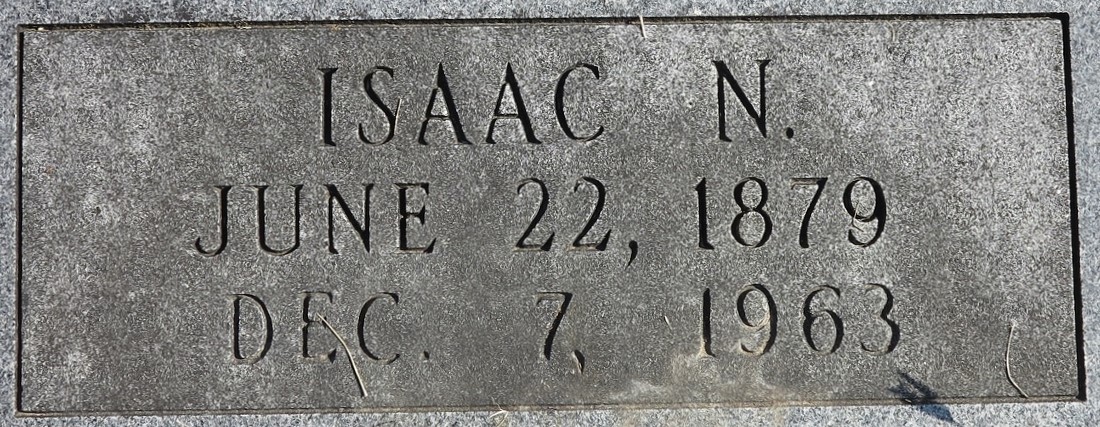 ISAAC N.
JUNE 22, 1879
DEC. 7, 1963